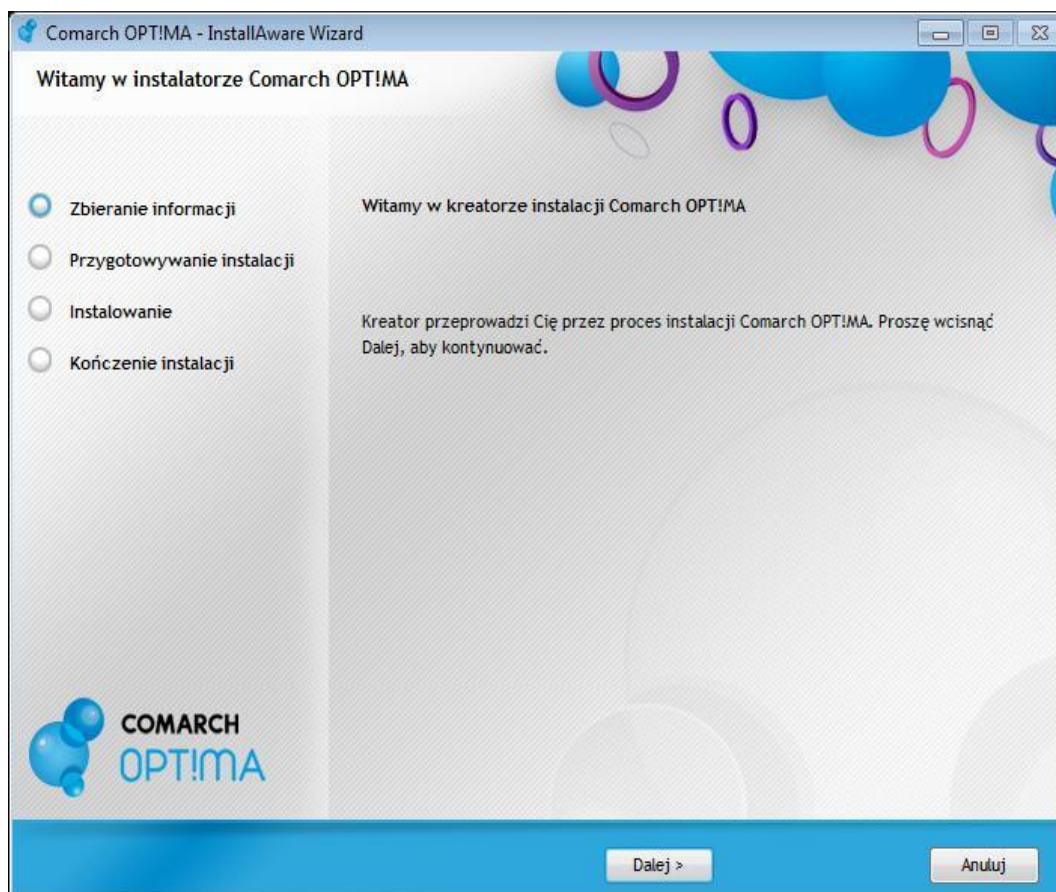 Comarch OPT!MA - InstallAware Wizard
Witamy w instalatorze Comarch OPT!MA
Zbieranie informacji
Przygotowywanie instalacji
Instalowanie
Kończenie instalacji
Witamy w kreatorze instalacji Comarch OPT!MA
Kreator przeprowadzi Cię przez proces instalacji Comarch OPT!MA. Proszę wcisnąć
Dalej, aby kontynuować.
COMARCH
OPT!MA
Dalej >
Anuluj